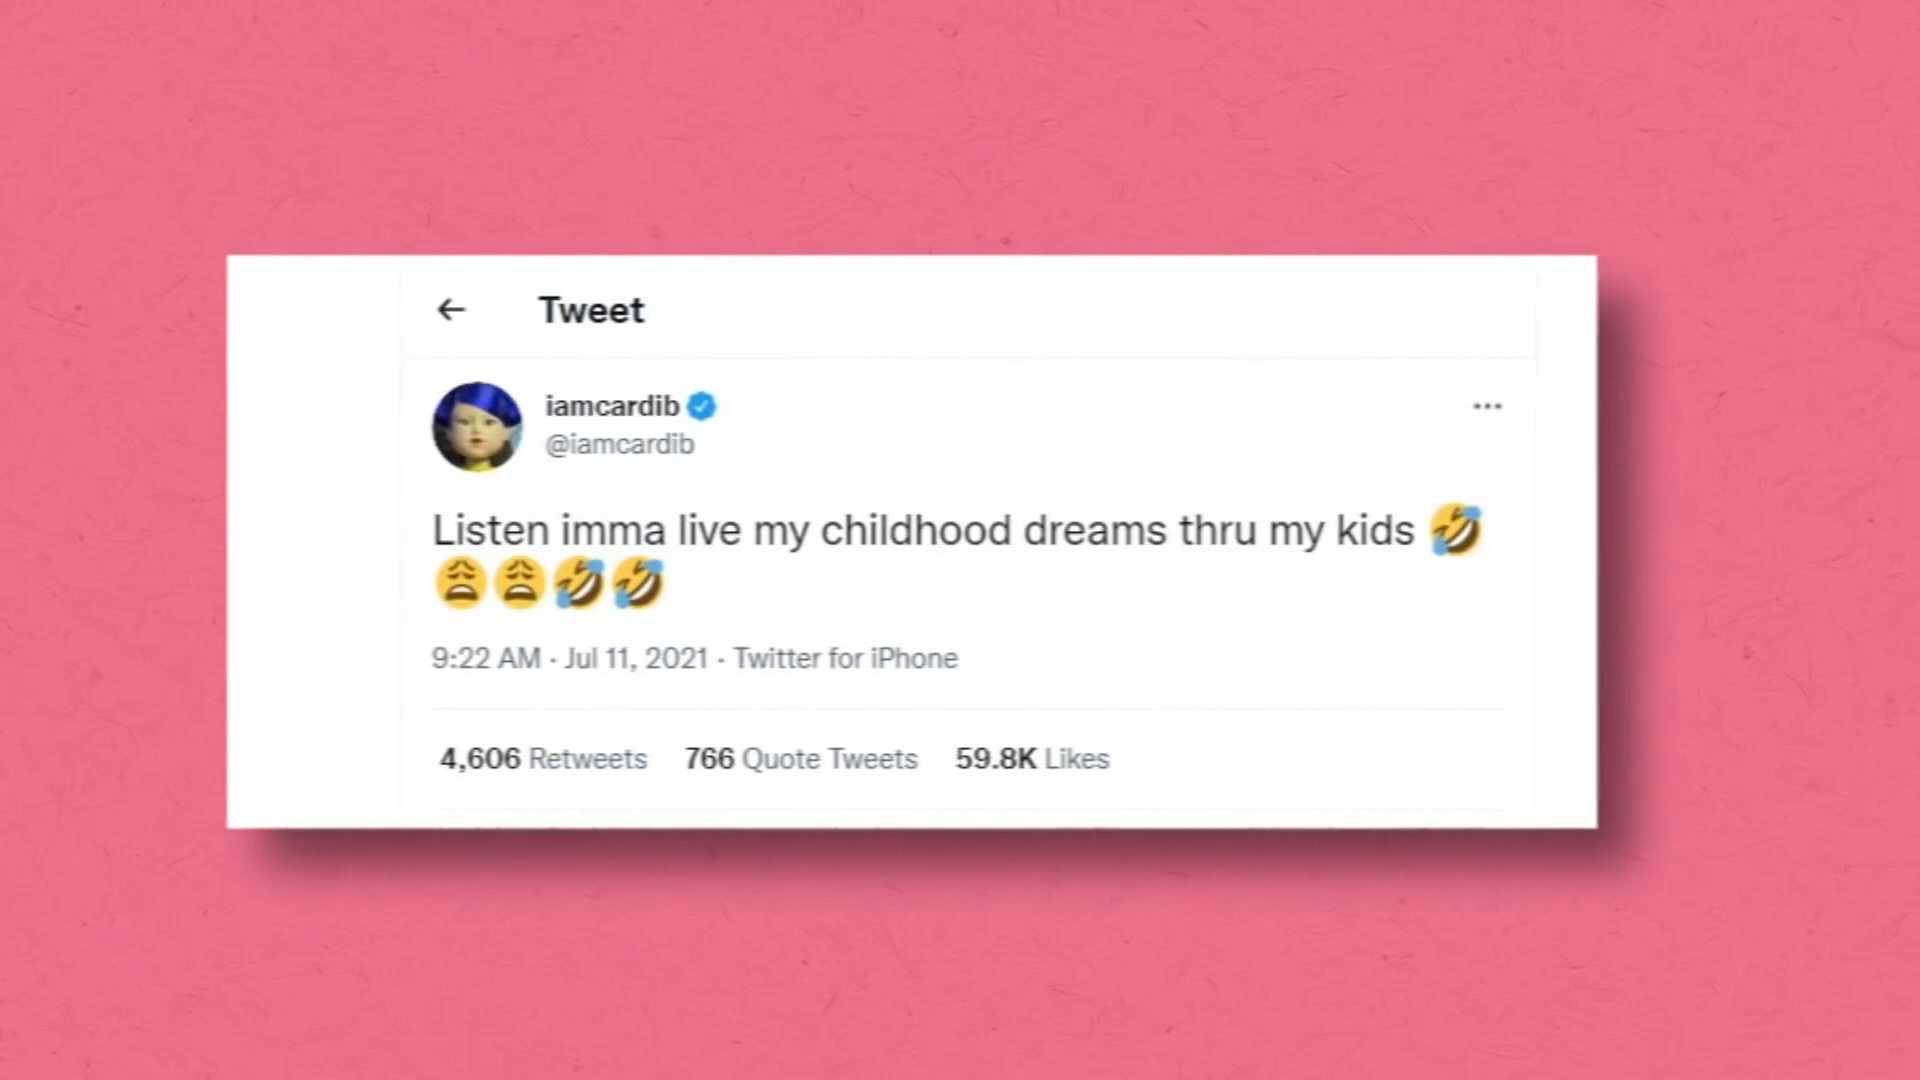 Tweet
iamcardib
@iamcardib
Listen imma live my childhood dreams thru my kids 🤣
😩😩🤣🤣
9:22 AM · Jul 11, 2021 · Twitter for iPhone
4,606 Retweets 766 Quote Tweets 59.8K Likes